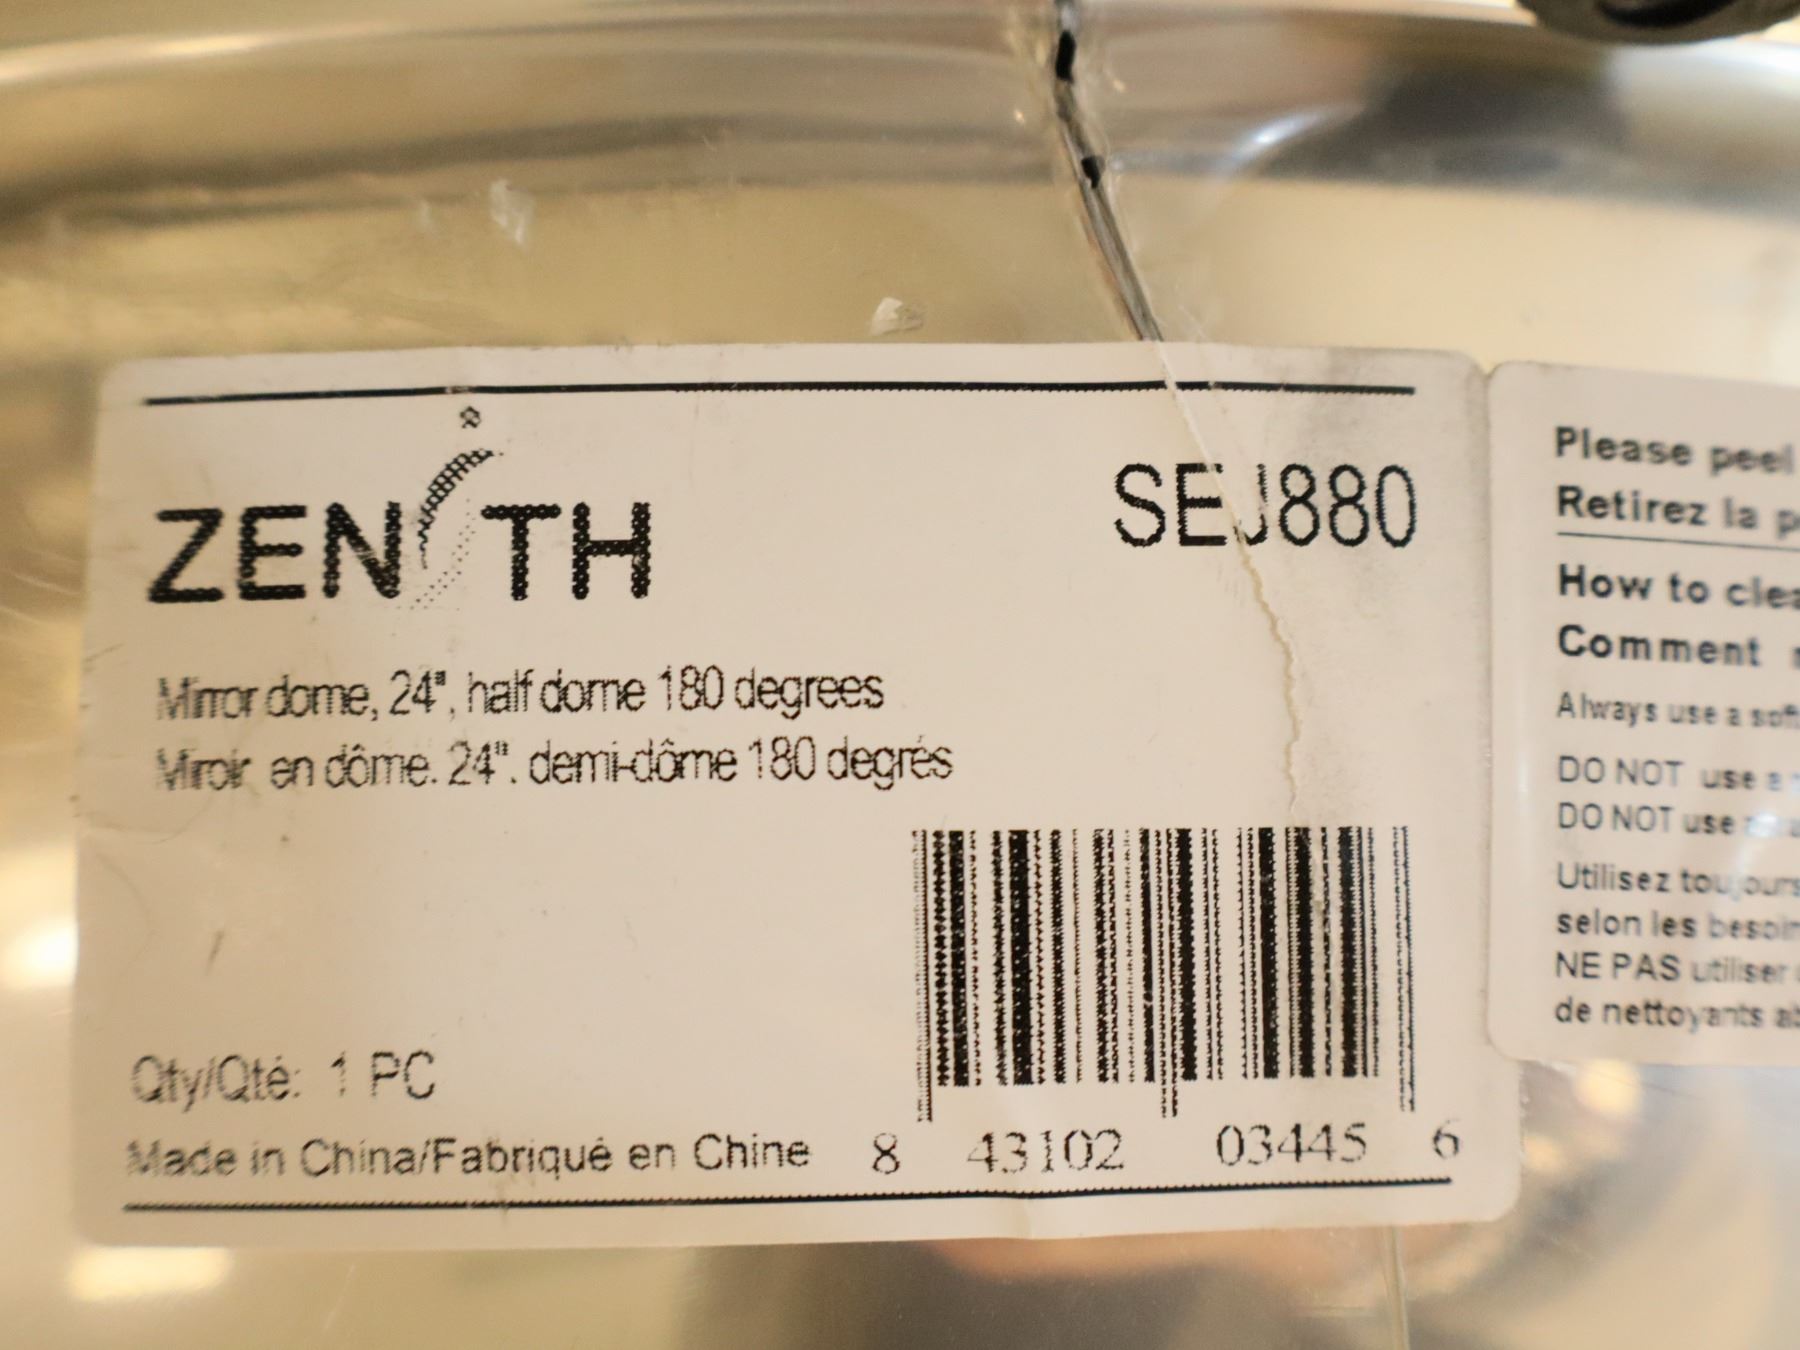 ZENITH
SEJ880
Mirror dome, 24", half dome 180 degrees
Miroir en dôme. 24". demi-dôme 180 degrés
Qty/Qté: 1 PC
Made in China/Fabriqué en Chine
8 43102 03445 6
Please peel
Retirez la
How to
Comment
Always use a
DO NOT use a
DO NOT use
Utilisez toujours
selon les
NE PAS utiliser
de nettoyants